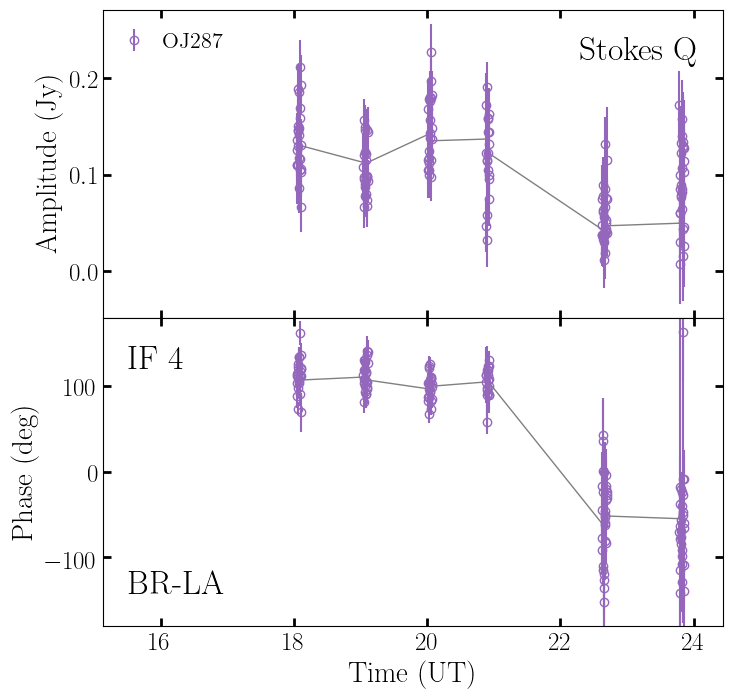 OJ287
Stokes Q
Amplitude (Jy)
0.2
0.1
0.0
IF 4
BR-LA
Phase (deg)
100
0
−100
16 18 20 22 24
Time (UT)